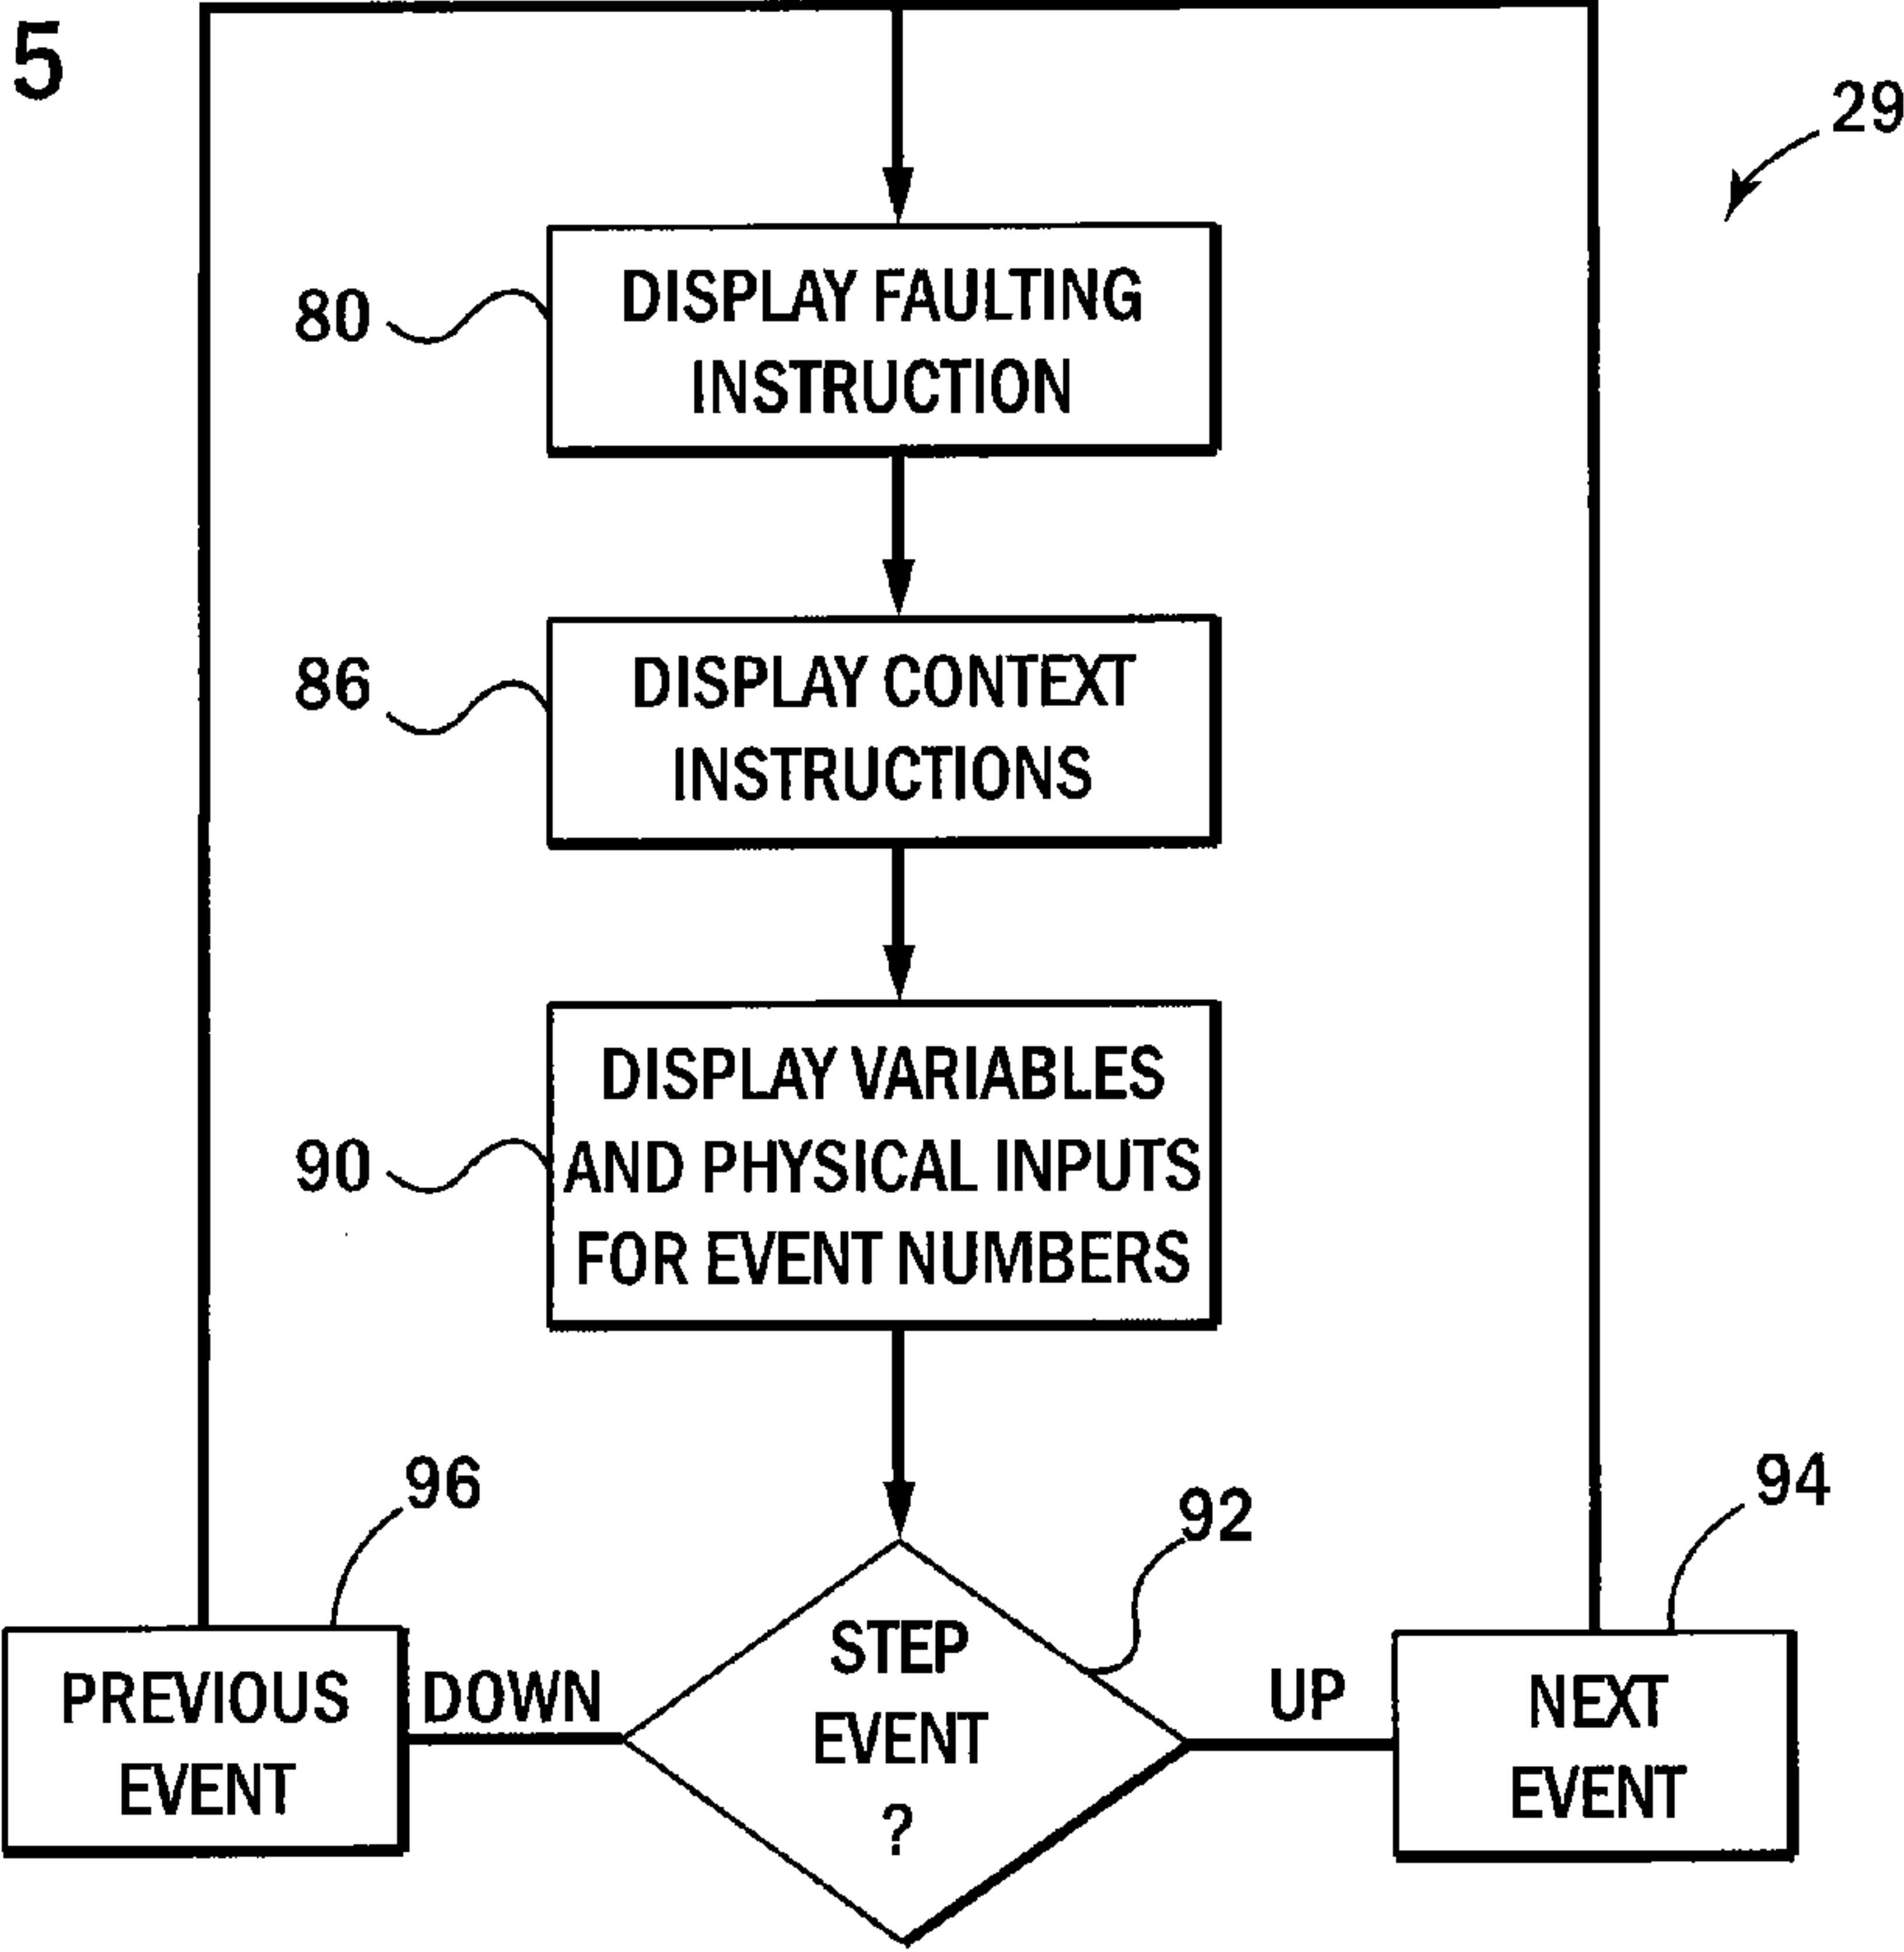 5
29
80
DISPLAY FAULTING
INSTRUCTION
86
DISPLAY CONTEXT
INSTRUCTIONS
90
DISPLAY VARIABLES
AND PHYSICAL INPUTS
FOR EVENT NUMBERS
96
92
94
PREVIOUS
EVENT
DOWN
STEP
EVENT
?
UP
NEXT
EVENT